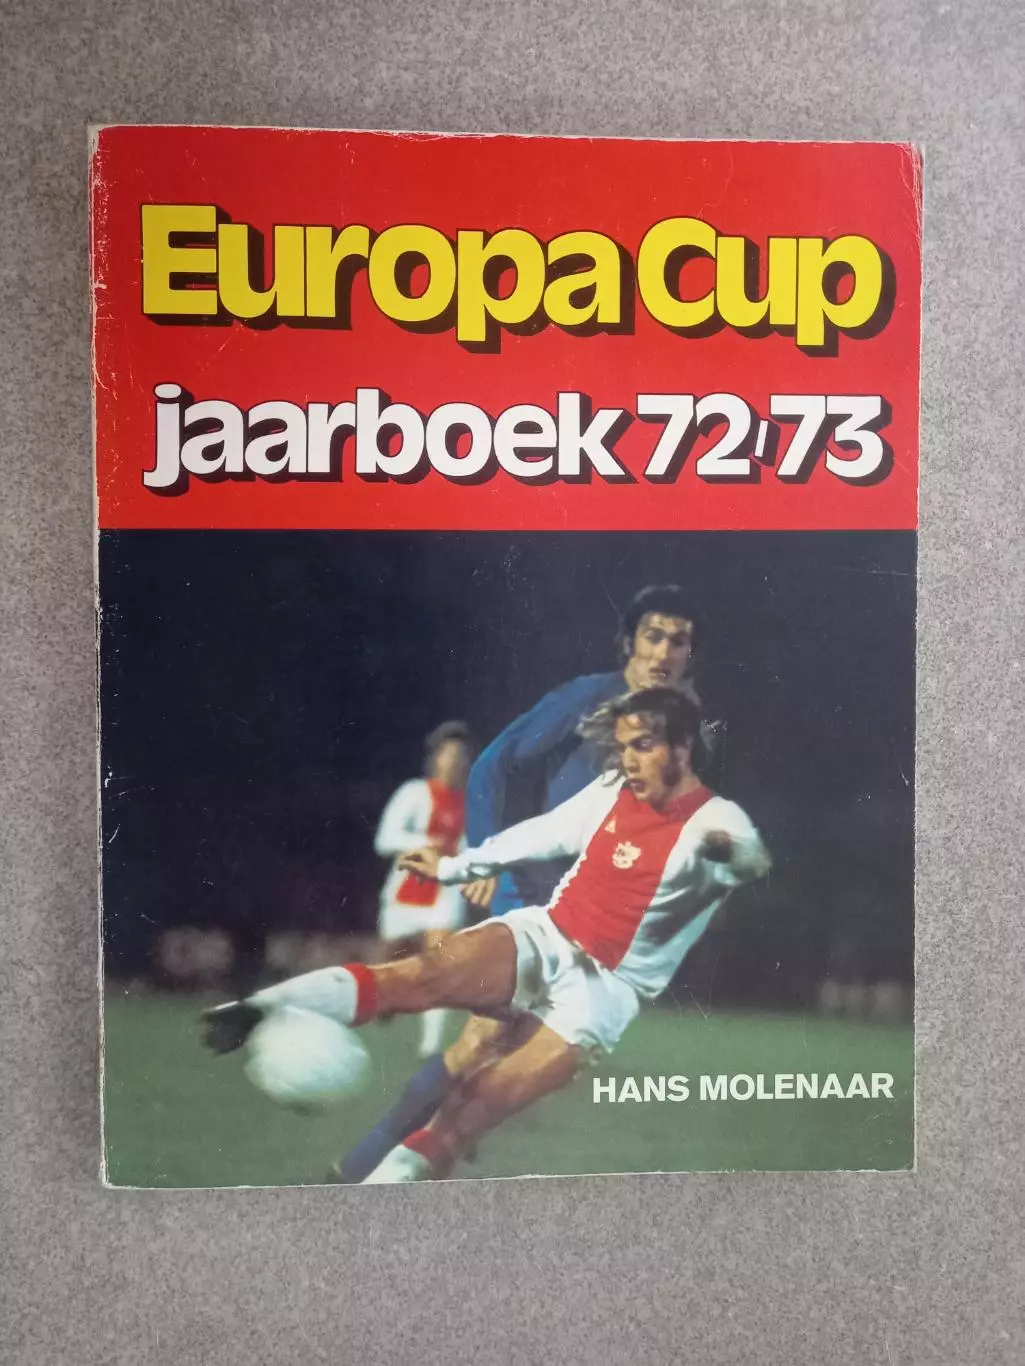 Europa Cup
jaarboek 72/73
HANS MOLENAAR